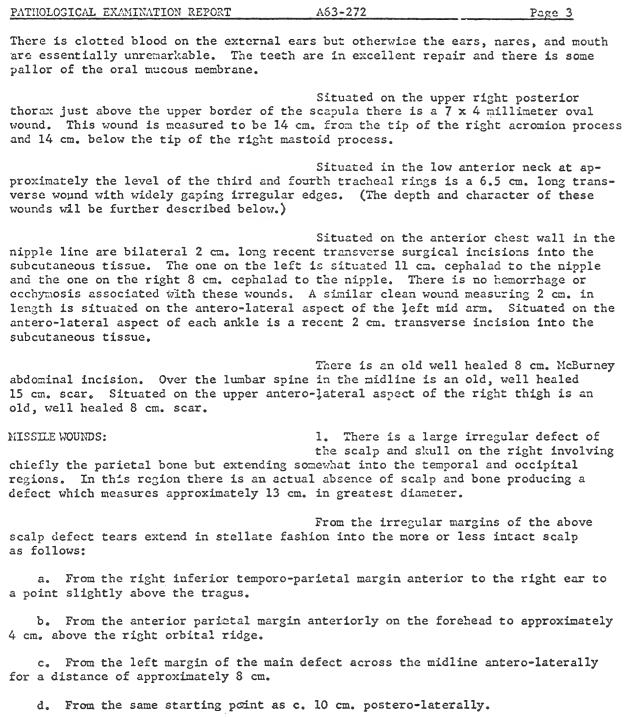 PATHOLOGICAL EXAMINATION REPORT A63-272 Page 3
There is clotted blood on the external ears but otherwise the ears, nares, and mouth
are essentially unremarkable. The teeth are in excellent repair and there is some
pallor of the oral mucous membrane.
Situated on the upper right posterior
thorax just above the upper border of the scapula there is a 7 x 4 millimeter oval
wound. This wound is measured to be 14 cm. from the tip of the right acromion process
and 14 cm. below the tip of the right mastoid process.
Situated in the low anterior neck at ap-
proximately the level of the third and fourth tracheal rings is a 6.5 cm. long trans-
verse wound with widely gaping irregular edges. (The depth and character of these
wounds will be further described below.)
Situated on the anterior chest wall in the
nipple line are bilateral 2 cm. long recent transverse surgical incisions into the
subcutaneous tissue. The one on the left is situated 11 cm. cephalad to the nipple
and the one on the right 8 cm. cephalad to the nipple. There is no hemorrhage or
ecchymosis associated with these wounds. A similar clean wound measuring 2 cm. in
length is situated on the antero-lateral aspect of the left mid arm. Situated on the
antero-lateral aspect of each ankle is a recent 2 cm. transverse incision into the
subcutaneous tissue.
There is an old well healed 8 cm. McBurney
abdominal incision. Over the lumbar spine in the midline is an old, well healed
15 cm. scar. Situated on the upper antero-lateral aspect of the right thigh is an
old, well healed 8 cm. scar.
MISSILE WOUNDS: 1. There is a large irregular defect of
the scalp and skull on the right involving
chiefly the parietal bone but extending somewhat into the temporal and occipital
regions. In this region there is an actual absence of scalp and bone producing a
defect which measures approximately 13 cm. in greatest diameter.
From the irregular margins of the above
scalp defect tears extend in stellate fashion into the more or less intact scalp
as follows:
a. From the right inferior temporo-parietal margin anterior to the right ear to
a point slightly above the tragus.
b. From the anterior parietal margin anteriorly on the forehead to approximately
4 cm. above the right orbital ridge.
c. From the left margin of the main defect across the midline antero-laterally
for a distance of approximately 8 cm.
d. From the same starting point as c. 10 cm. postero-laterally.